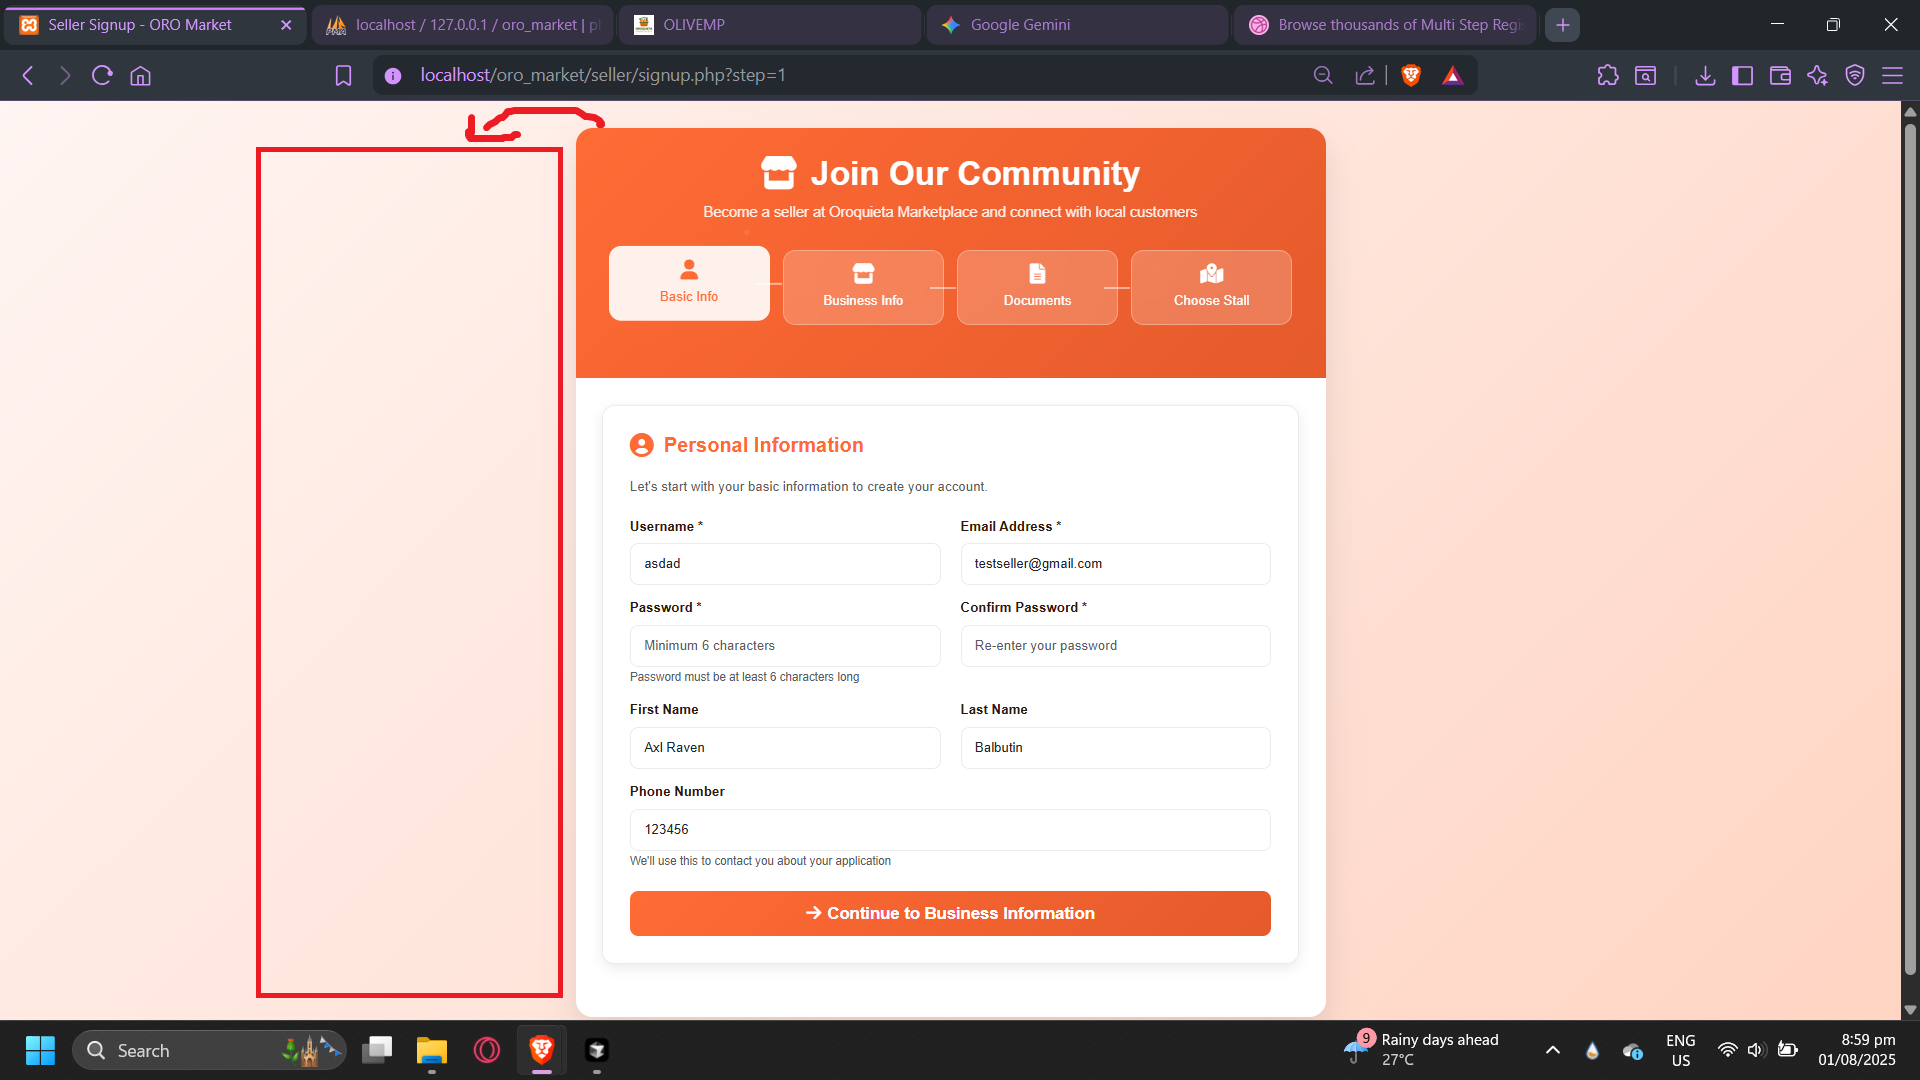 Seller Signup - ORO Market
localhost / 127.0.0.1 / oro_market | p
OLIVEMP
Google Gemini
Browse thousands of Multi Step Regi
localhost/oro_market/seller/signup.php?step=1
Join Our Community
Become a seller at Oroquieta Marketplace and connect with local customers
Basic Info
Business Info
Documents
Choose Stall
Personal Information
Let's start with your basic information to create your account.
Username *
Email Address *
asdad
testseller@gmail.com
Password *
Confirm Password *
Minimum 6 characters
Re-enter your password
Password must be at least 6 characters long
First Name
Last Name
Axl Raven
Balbutin
Phone Number
123456
We'll use this to contact you about your application
Continue to Business Information
Search
9
Rainy days ahead
27°C
ENG
US
8:59 pm
01/08/2025